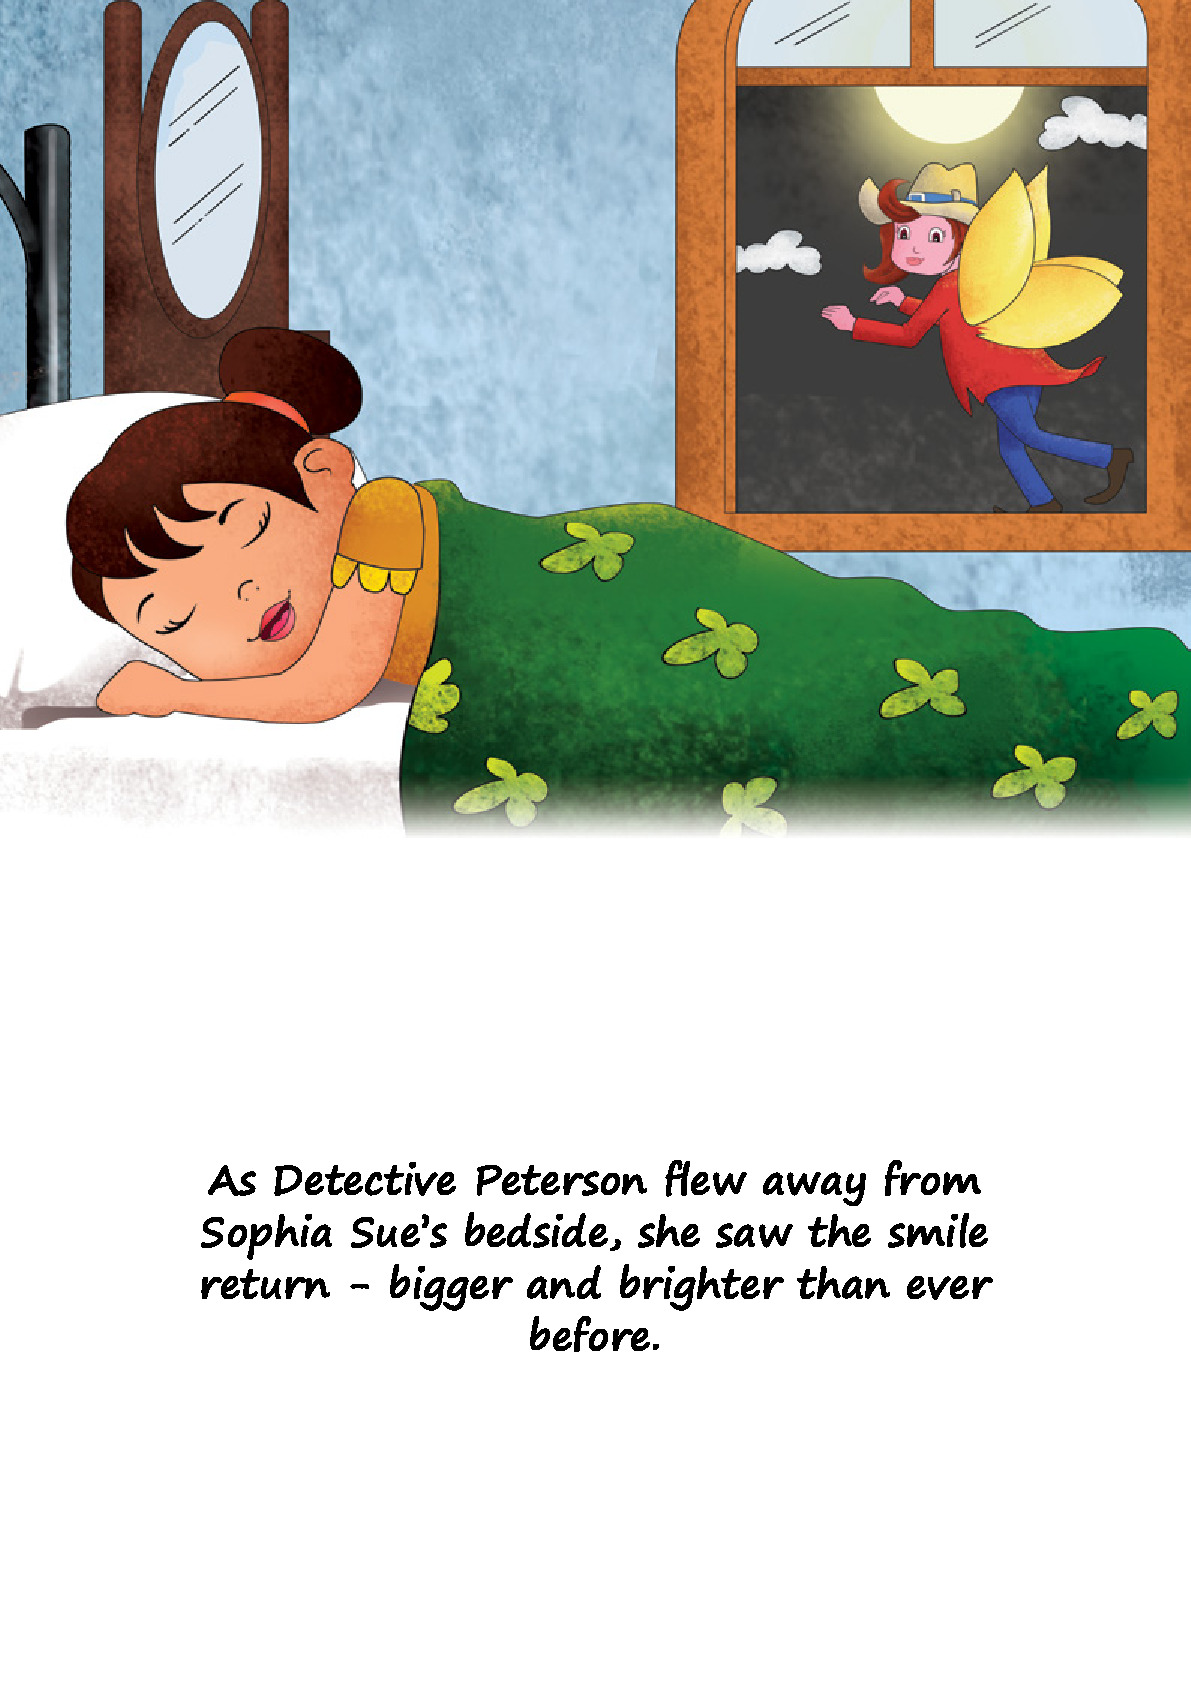 As Detective Peterson flew away from
Sophia Sue's bedside, she saw the smile
return - bigger and brighter than ever
before.